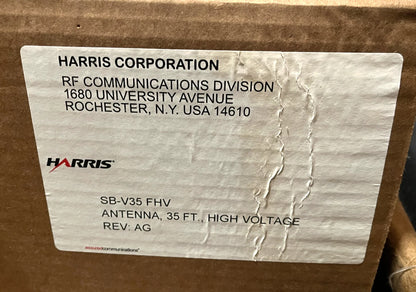 HARRIS CORPORATION
RF COMMUNICATIONS DIVISION
1680 UNIVERSITY AVENUE
ROCHESTER, N.Y. USA 14610
HARRIS®
SB-V35 FHV
ANTENNA, 35 FT., HIGH VOLTAGE
REV: AG
assuredcommunications®